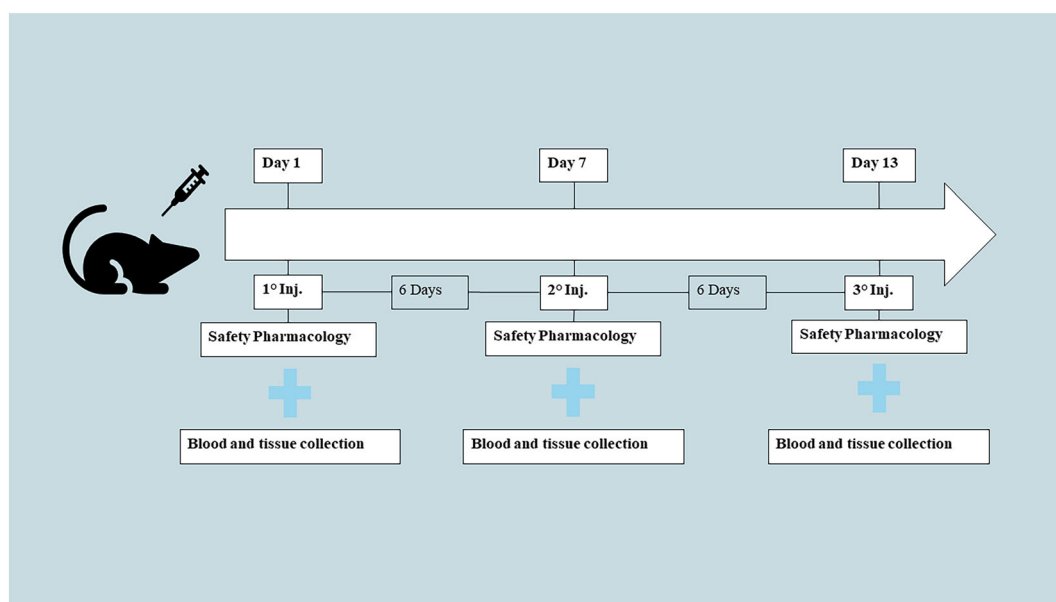 Day 1
Day 7
Day 13
1° Inj.
6 Days
2° Inj.
6 Days
3° Inj.
Safety Pharmacology
Safety Pharmacology
Safety Pharmacology
Blood and tissue collection
Blood and tissue collection
Blood and tissue collection